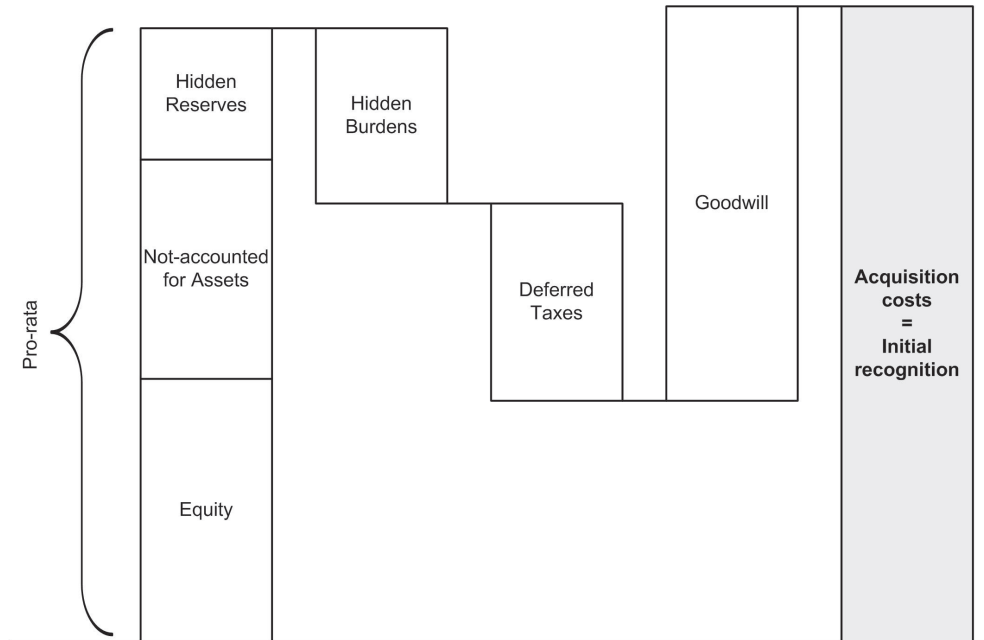 Pro-rata
Hidden
Reserves
Not-accounted
for Assets
Equity
Hidden
Burdens
Deferred
Taxes
Goodwill
Acquisition
costs
=
Initial
recognition